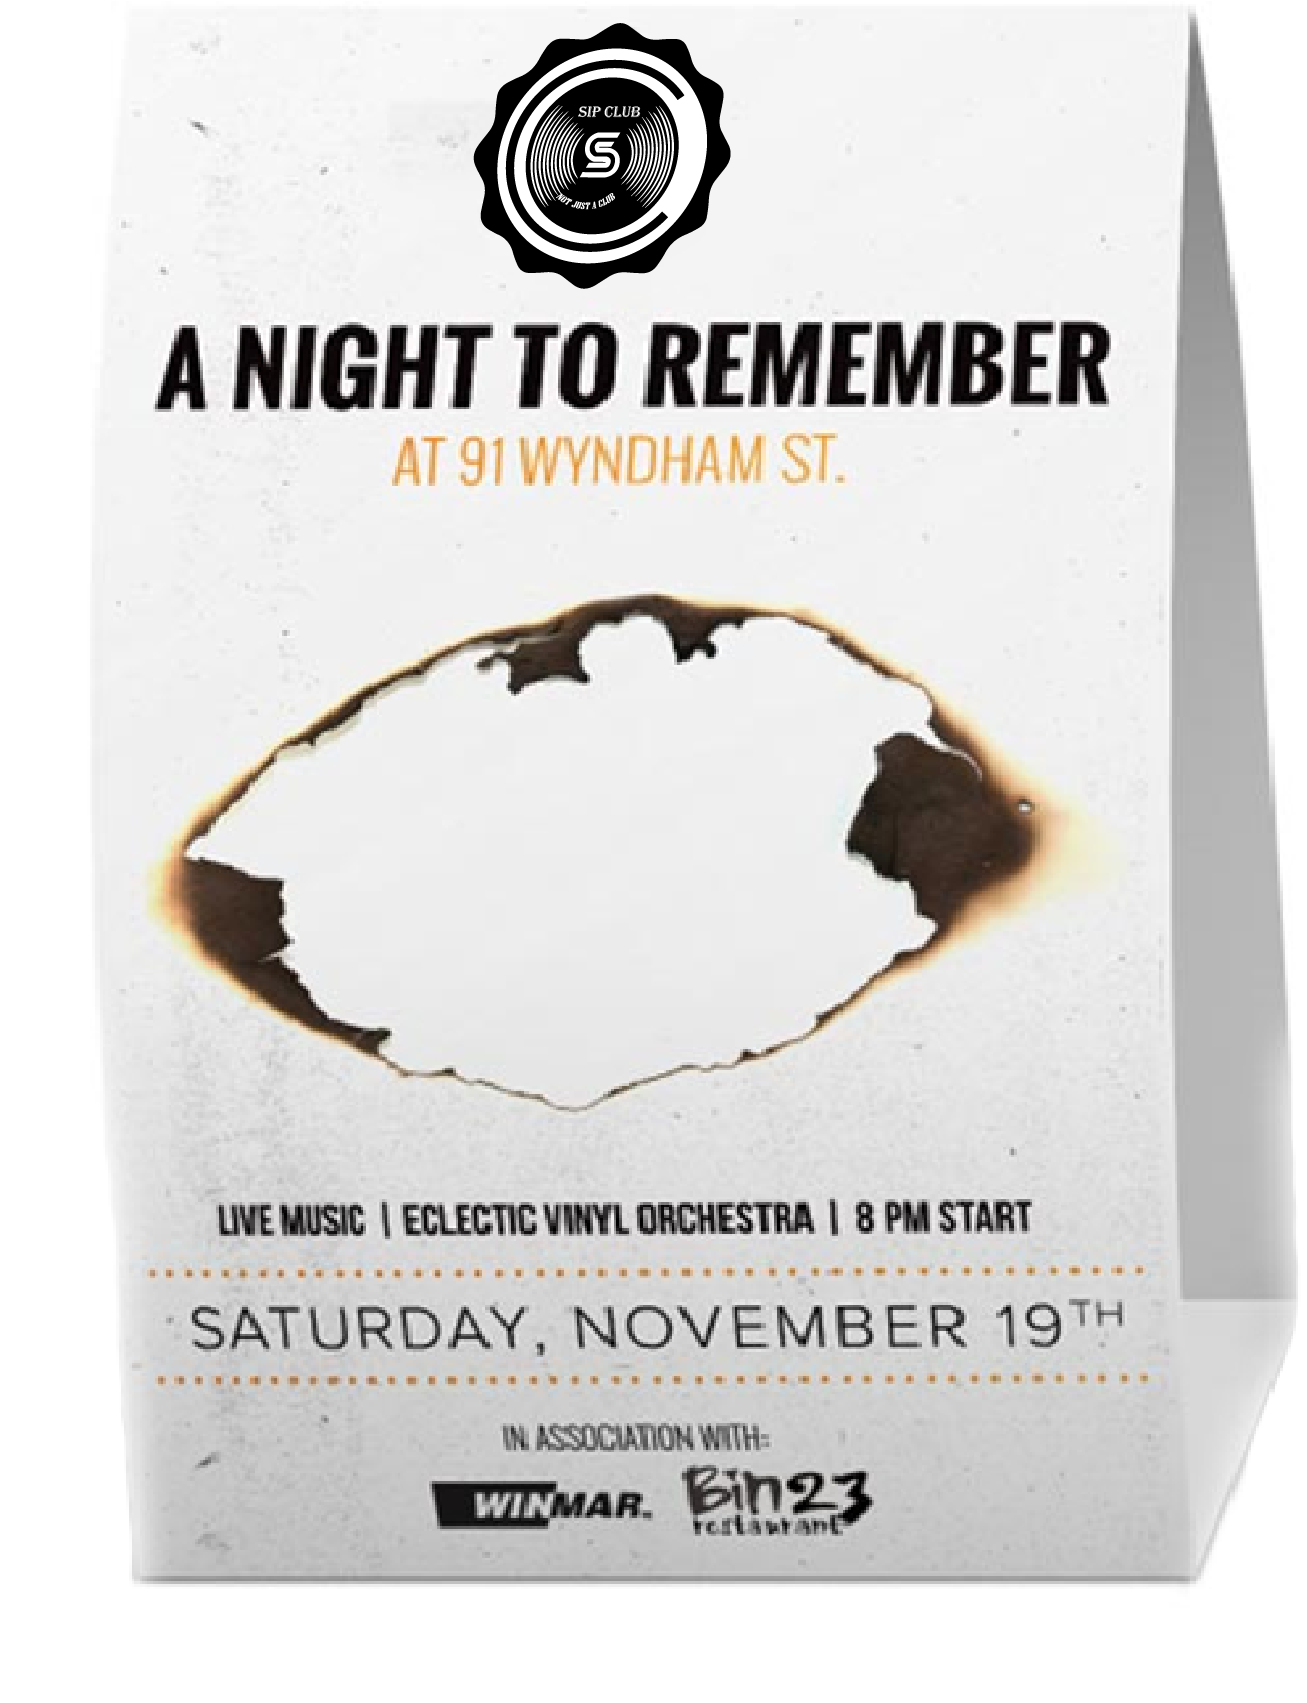 SIP CLUB
S
NOT JUST A CLUB
A NIGHT TO REMEMBER
AT 91 WYNDHAM ST.
LIVE MUSIC | ECLECTIC VINYL ORCHESTRA | 8 PM START
SATURDAY, NOVEMBER 19TH
IN ASSOCIATION WITH:
WINMAR. Bin23
restaurant